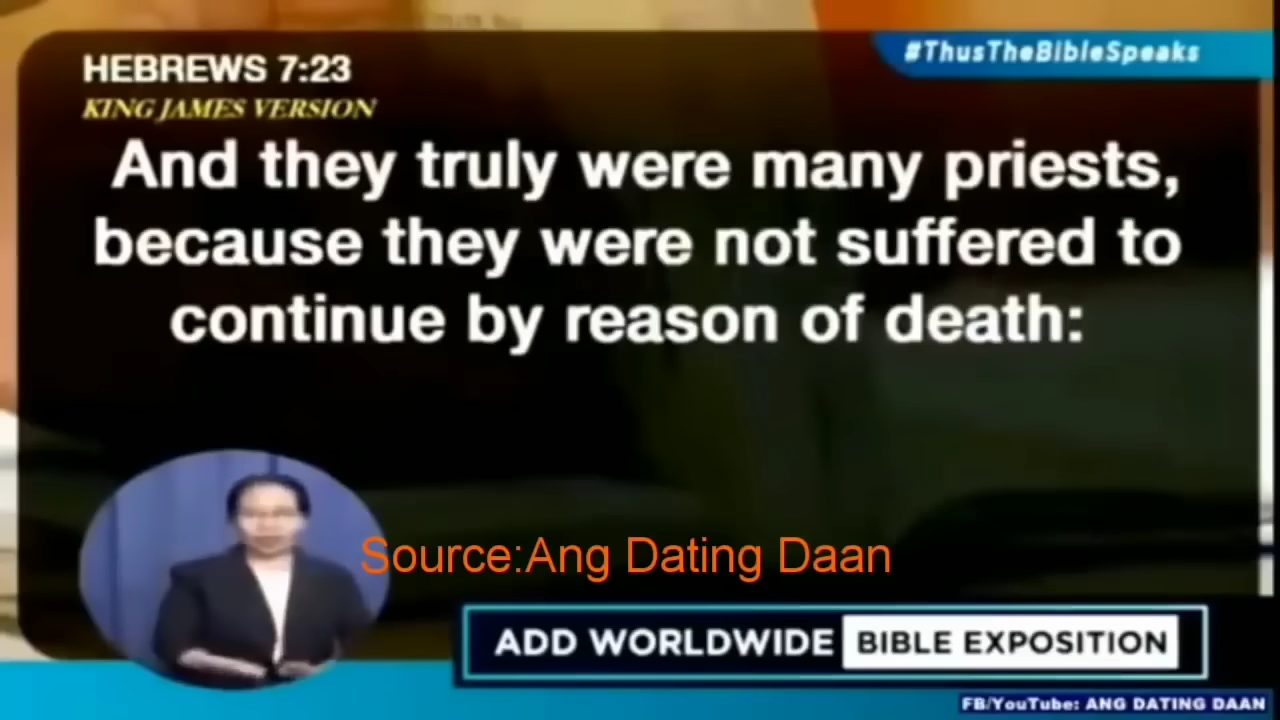 HEBREWS 7:23
#ThusTheBibleSpeaks
KING JAMES VERSION
And they truly were many priests,
because they were not suffered to
continue by reason of death:
Source:Ang Dating Daan
ADD WORLDWIDE BIBLE EXPOSITION
FB/YouTube: ANG DATING DAAN